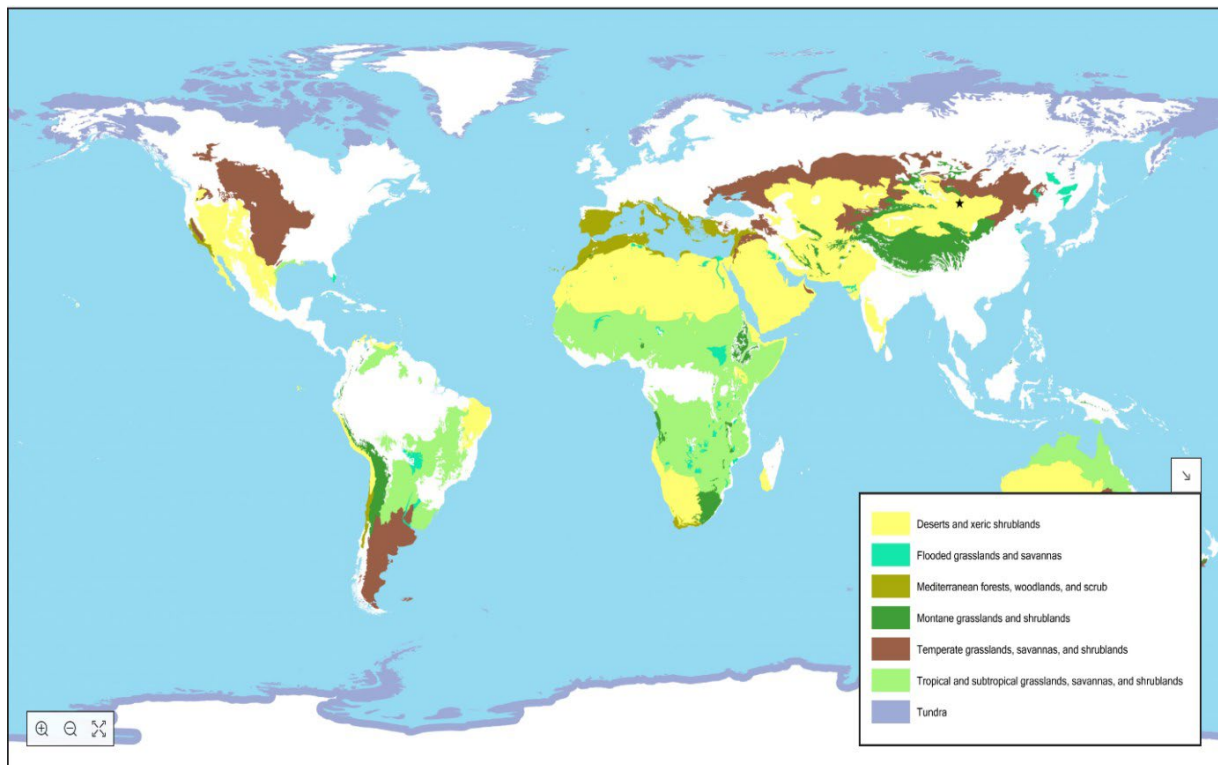 Deserts and xeric shrublands
Flooded grasslands and savannas
Mediterranean forests, woodlands, and scrub
Montane grasslands and shrublands
Temperate grasslands, savannas, and shrublands
Tropical and subtropical grasslands, savannas, and shrublands
Tundra